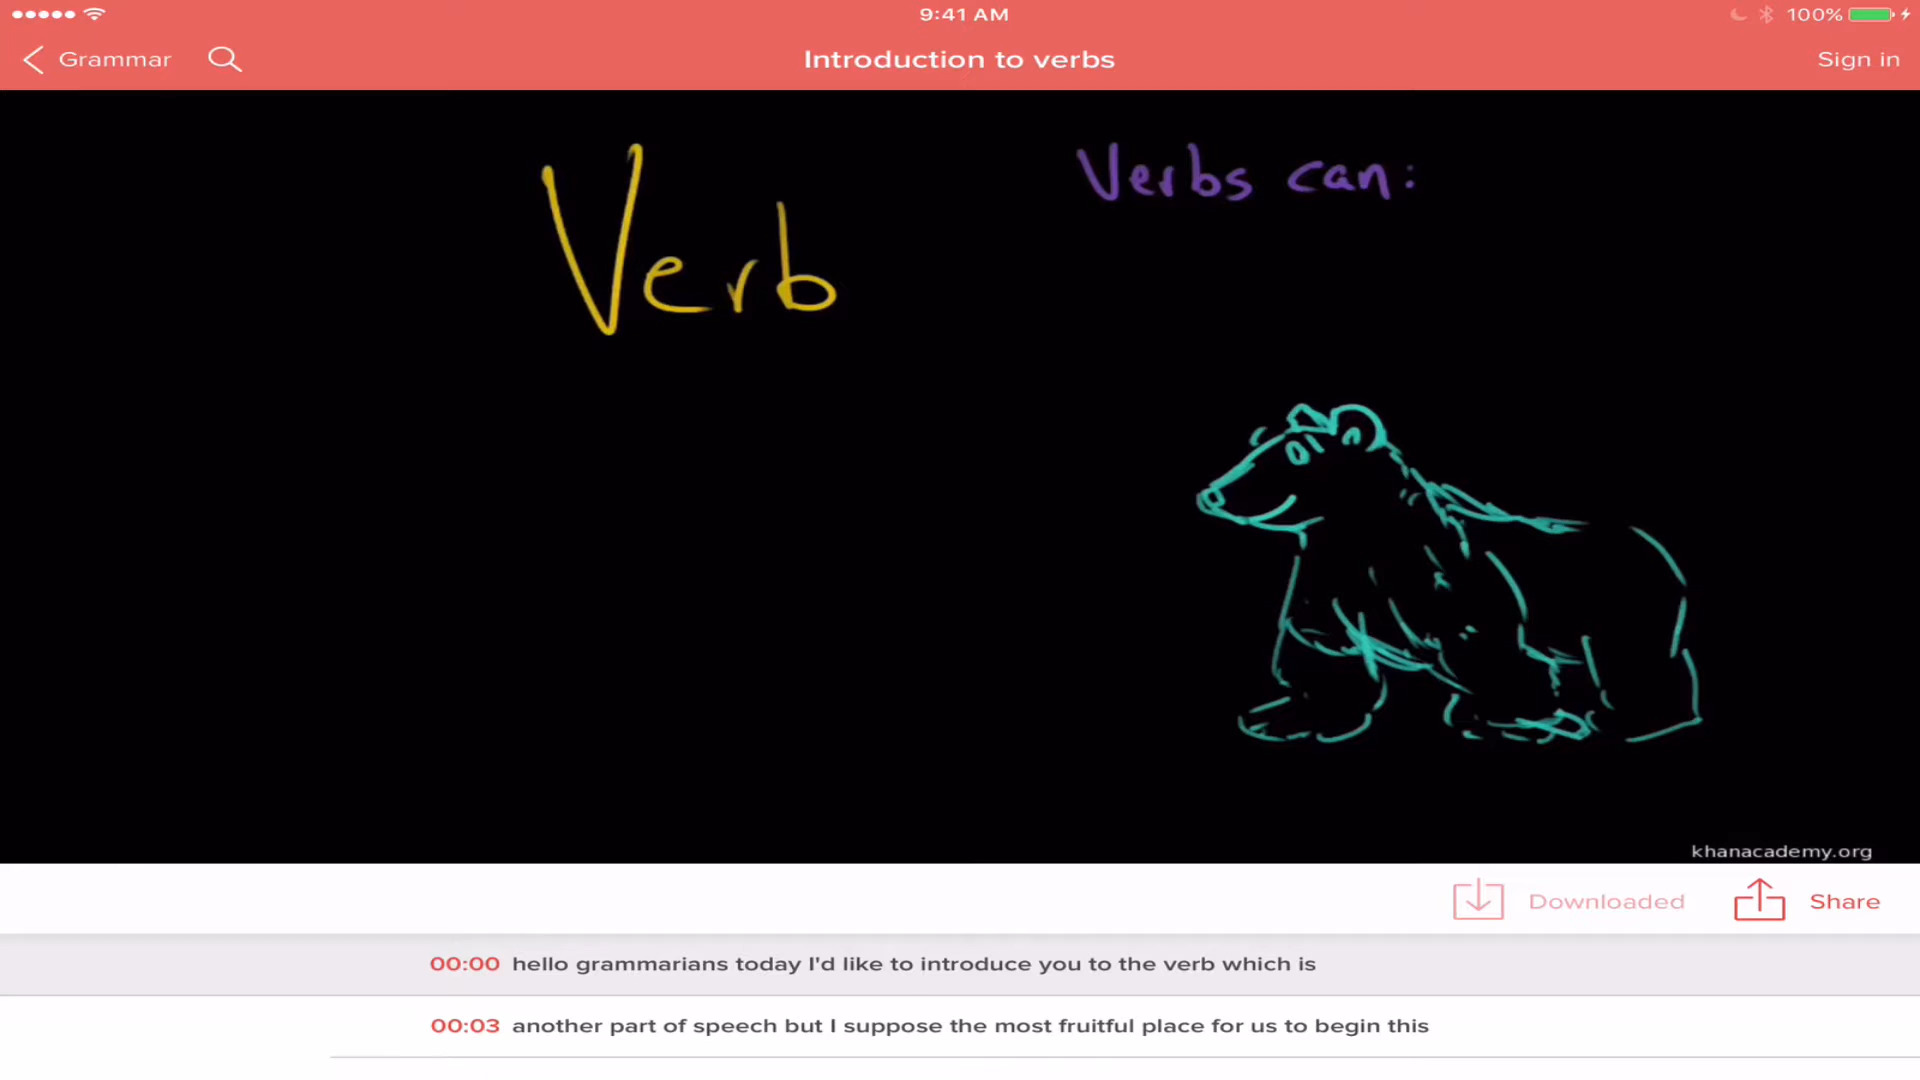 9:41 AM
100%
Grammar
Introduction to verbs
Sign in
Verb
Verbs can:
khanacademy.org
Downloaded
Share
00:00 hello grammarians today I'd like to introduce you to the verb which is
00:03 another part of speech but I suppose the most fruitful place for us to begin this